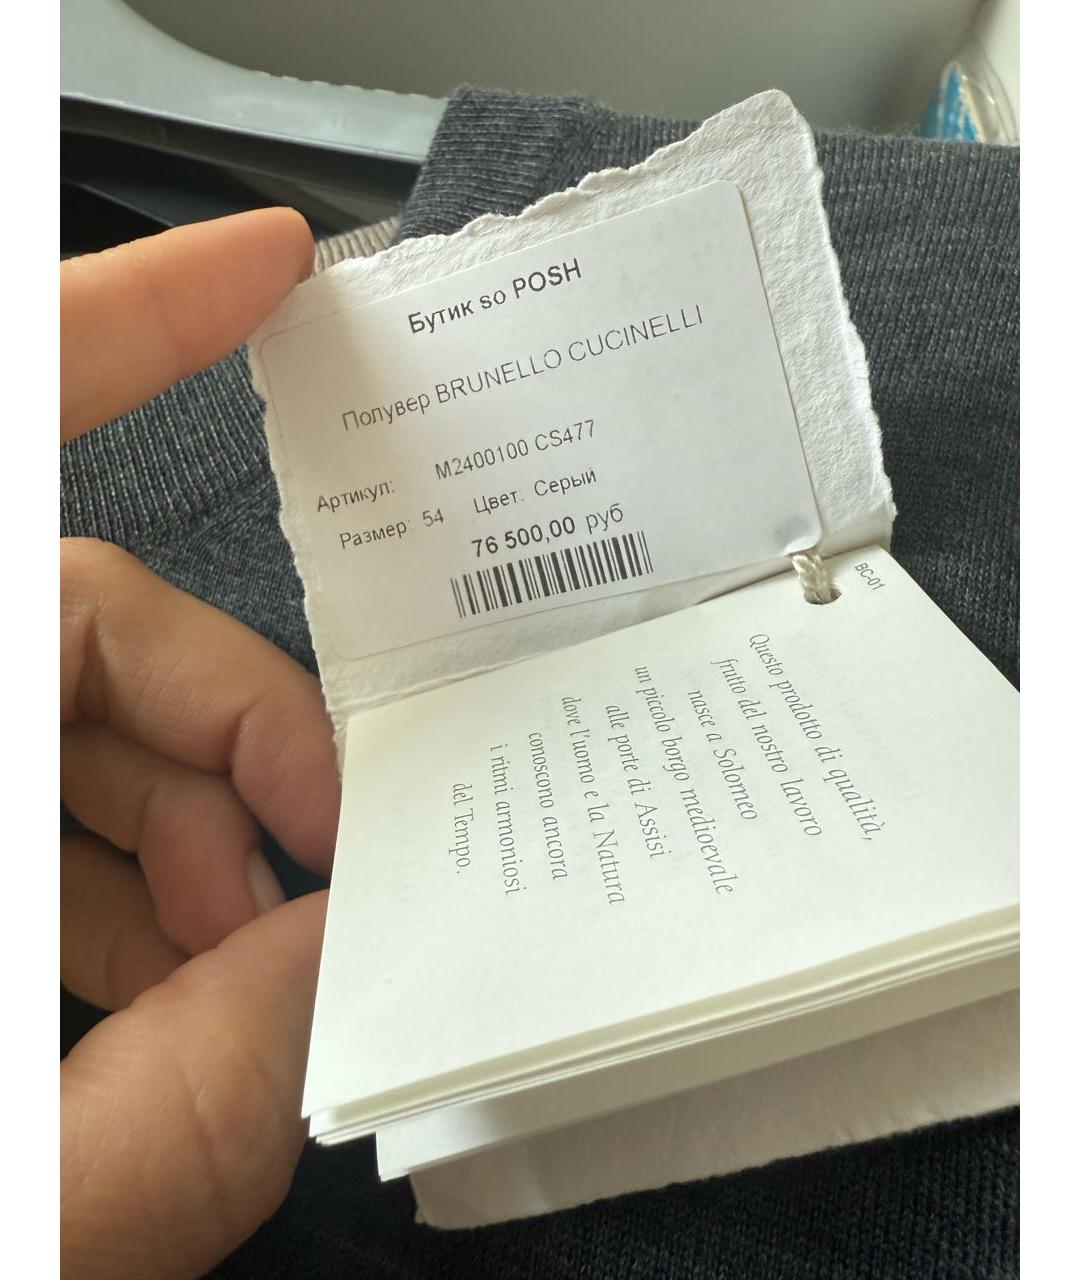 Бутик so POSH
Полувер BRUNELLO CUCINELLI
Артикул: M2400100 CS477
Размер: 54 Цвет: Серый
76 500,00 руб
BC-01
Questo prodotto di qualità,
frutto del nostro lavoro
nasce a Solomeo
un piccolo borgo medioevale
alle porte di Assisi
dove l'uomo e la Natura
conoscono ancora
i ritmi armoniosi
del Tempo.